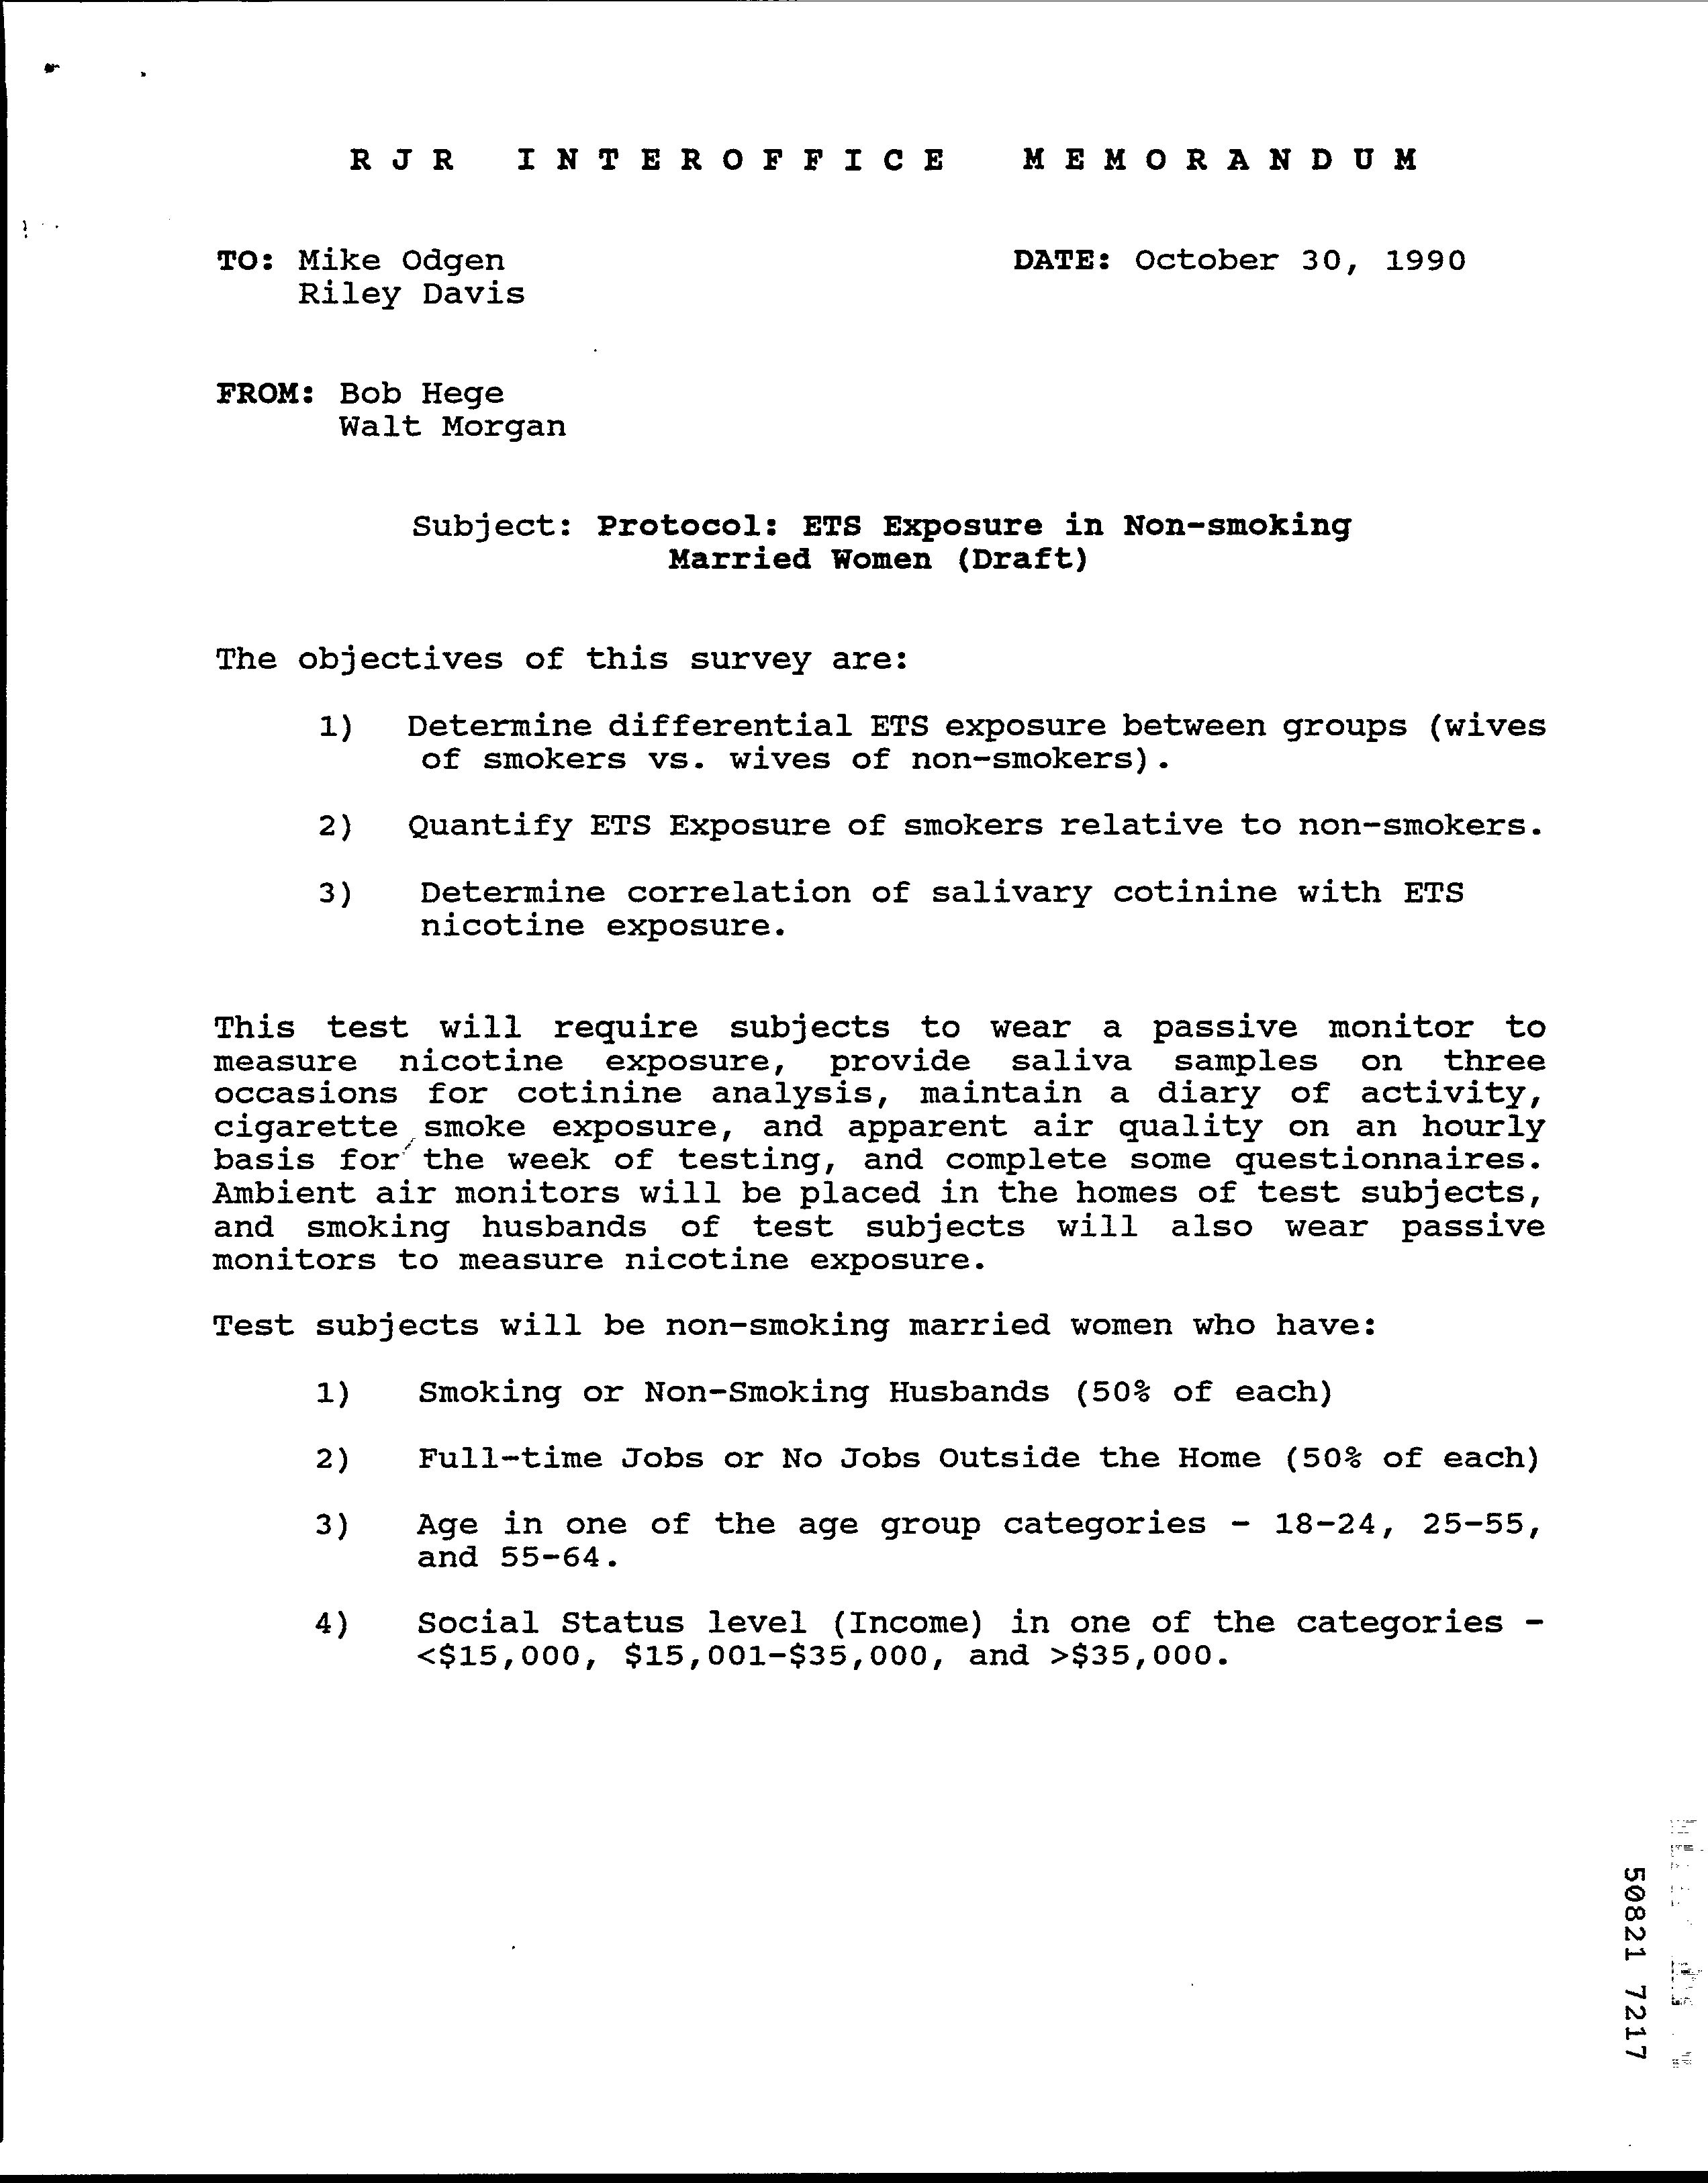 RJR INTEROFFICE MEMORANDUM
TO: Mike Odgen
DATE: October 30, 1990
Riley Davis
FROM: Bob Hege
Walt Morgan
Subject: Protocol: ETS Exposure in Non-smoking
Married Women (Draft)
The objectives of this survey are:
1) Determine differential ETS exposure between groups (wives
of smokers vs. wives of non-smokers).
2) Quantify ETS Exposure of smokers relative to non-smokers.
3) Determine correlation of salivary cotinine with ETS
nicotine exposure.
This test will require subjects to wear a passive monitor to
measure nicotine exposure, provide saliva samples on three
occasions for cotinine analysis, maintain a diary of activity,
cigarette smoke exposure, and apparent air quality on an hourly
basis for the week of testing, and complete some questionnaires.
Ambient air monitors will be placed in the homes of test subjects,
and smoking husbands of test subjects will also wear passive
monitors to measure nicotine exposure.
Test subjects will be non-smoking married women who have:
1) Smoking or Non-Smoking Husbands (50% of each)
2) Full-time Jobs or No Jobs Outside the Home (50% of each)
3) Age in one of the age group categories - 18-24, 25-55,
and 55-64.
4) Social Status level (Income) in one of the categories -
<$15,000, $15,001-$35,000, and >$35,000.
50821 7217